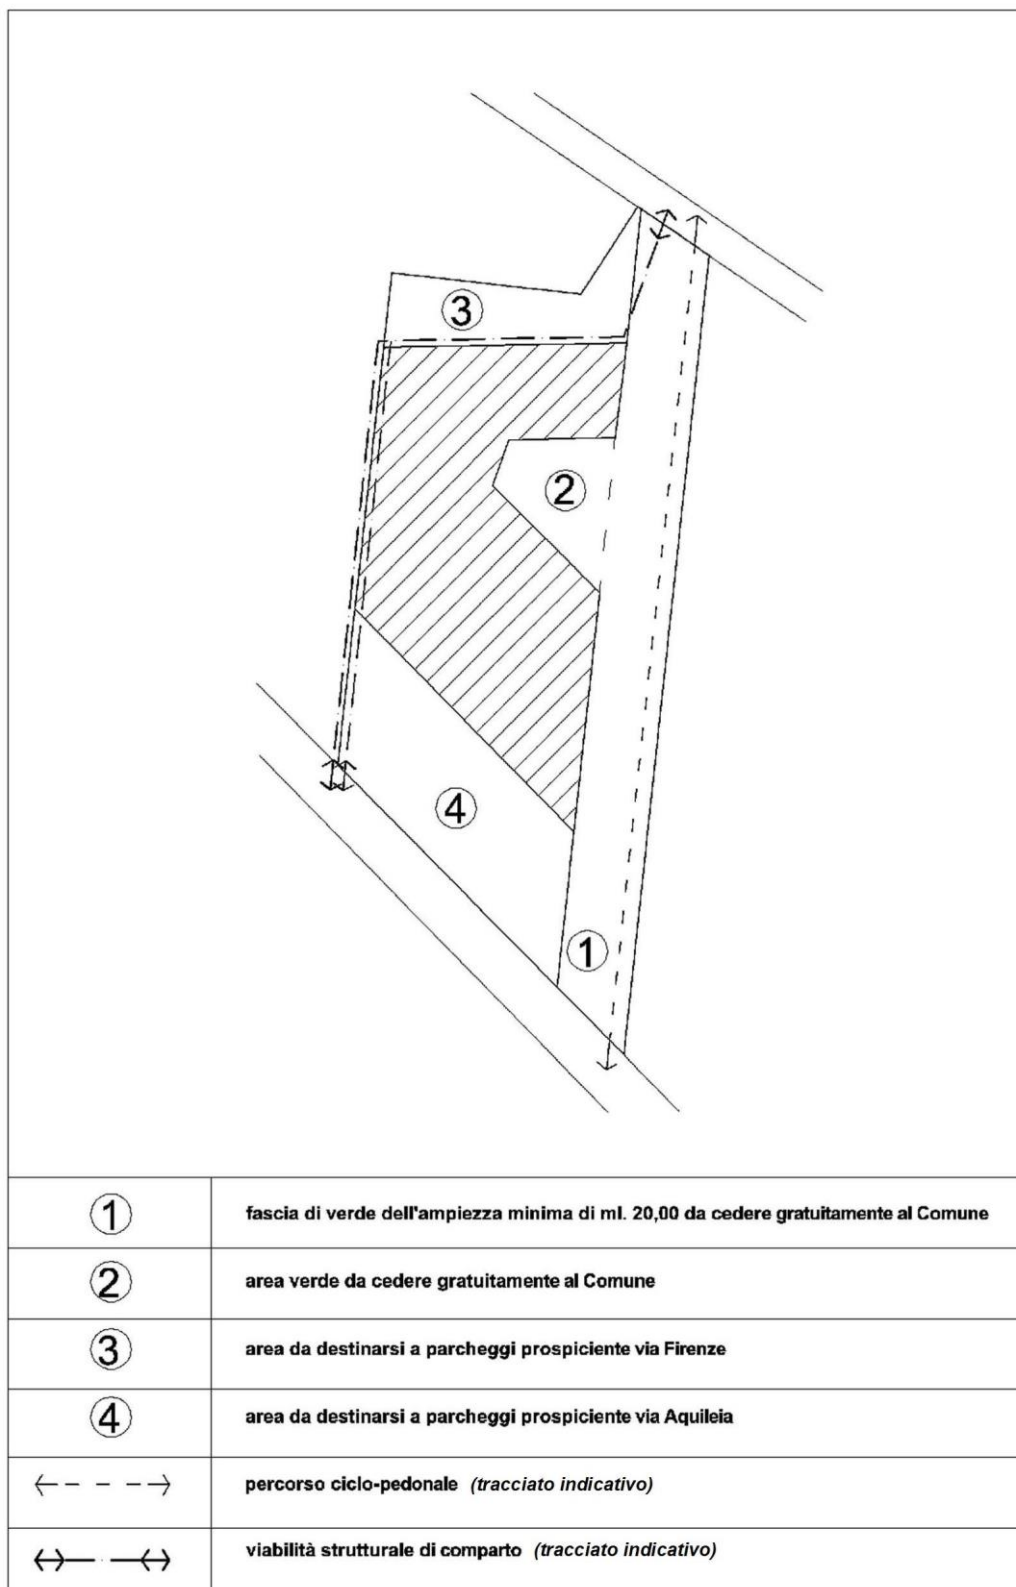 3
2
4
1
1 fascia di verde dell'ampiezza minima di ml. 20,00 da cedere gratuitamente al Comune
2 area verde da cedere gratuitamente al Comune
3 area da destinarsi a parcheggi prospiciente via Firenze
4 area da destinarsi a parcheggi prospiciente via Aquileia
percorso ciclo-pedonale (tracciato indicativo)
viabilità strutturale di comparto (tracciato indicativo)